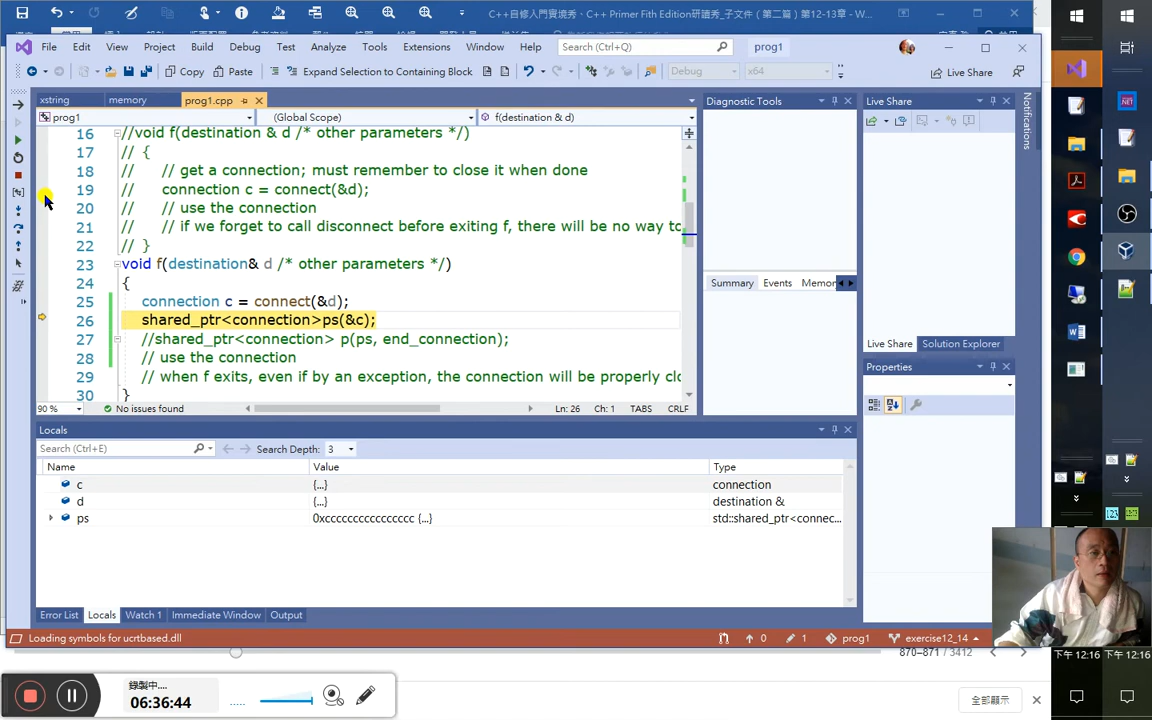 C++自修入門實境秀、C++ Primer Fifth Edition研讀秀_子文件（第二篇）第12-13章 - W...
File Edit View Project Build Debug Test Analyze Tools Extensions Window Help Search (Ctrl+Q) prog1
Copy Paste Expand Selection to Containing Block Debug x64 Live Share
xstring memory prog1.cpp
prog1 (Global Scope) f(destination & d)
16 //void f(destination & d /* other parameters */)
17 // {
18 // // get a connection; must remember to close it when done
19 // connection c = connect(&d);
20 // // use the connection
21 // // if we forget to call disconnect before exiting f, there will be no way to
22 // }
23 void f(destination& d /* other parameters */)
24 {
25 connection c = connect(&d);
26 shared_ptr<connection>ps(&c);
27 //shared_ptr<connection> p(ps, end_connection);
28 // use the connection
29 // when f exits, even if by an exception, the connection will be properly clo
30 }
90 % No issues found Ln: 26 Ch: 1 TABS CRLF
Diagnostic Tools
Summary Events Memor
Live Share
Live Share Solution Explorer
Properties
Notifications
Locals
Search (Ctrl+E) Search Depth: 3
Name Value Type
c {...} connection
d {...} destination &
ps 0xcccccccccccccccc {...} std::shared_ptr<connec...
Error List Locals Watch 1 Immediate Window Output
Loading symbols for ucrtbased.dll 0 1 prog1 exercise12_14
870–871 / 3412
錄製中....
06:36:44
全部顯示
下午 12:16 下午 12:16